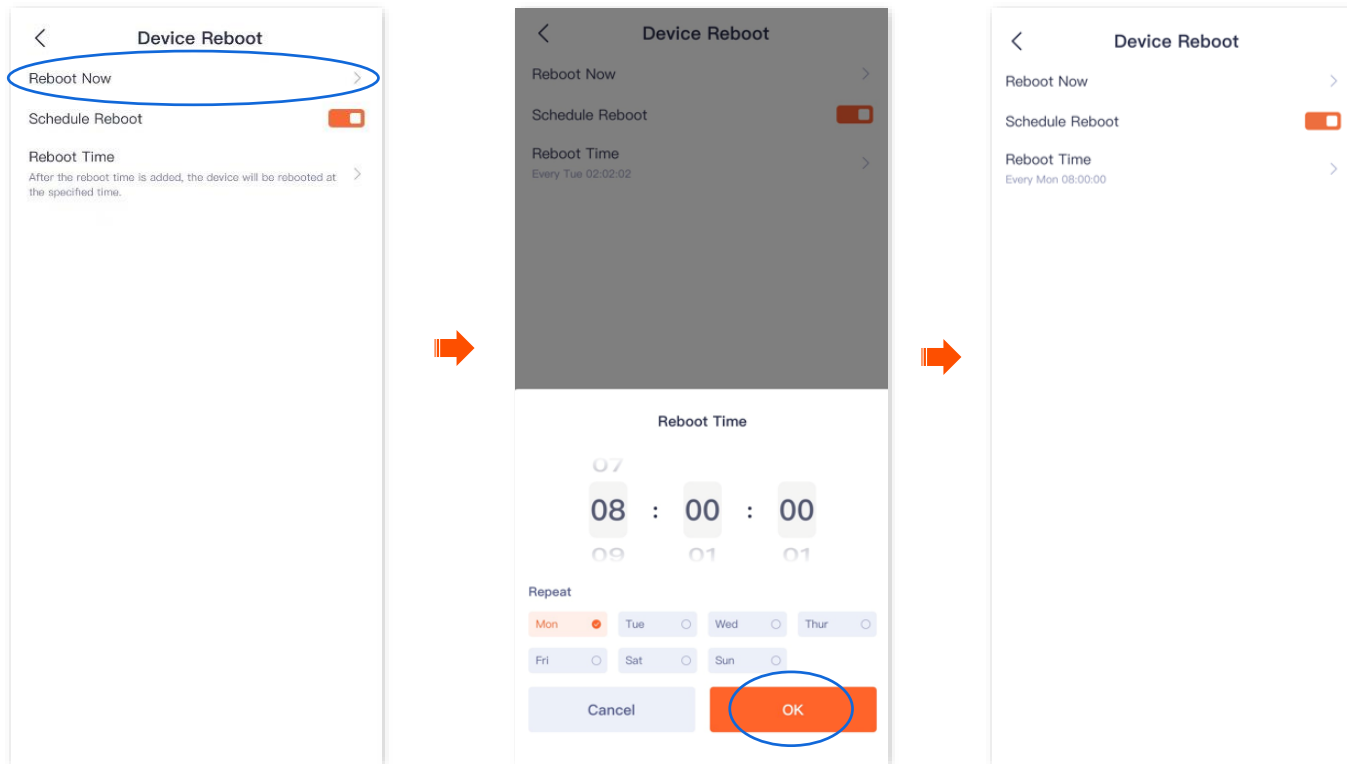 Device Reboot
Reboot Now
Schedule Reboot
Reboot Time
After the reboot time is added, the device will be rebooted at
the specified time.
Device Reboot
Reboot Now
Schedule Reboot
Reboot Time
Every Tue 02:02:02
Reboot Time
07
08 : 00 : 00
09 01 01
Repeat
Mon Tue Wed Thur
Fri Sat Sun
Cancel OK
Device Reboot
Reboot Now
Schedule Reboot
Reboot Time
Every Mon 08:00:00